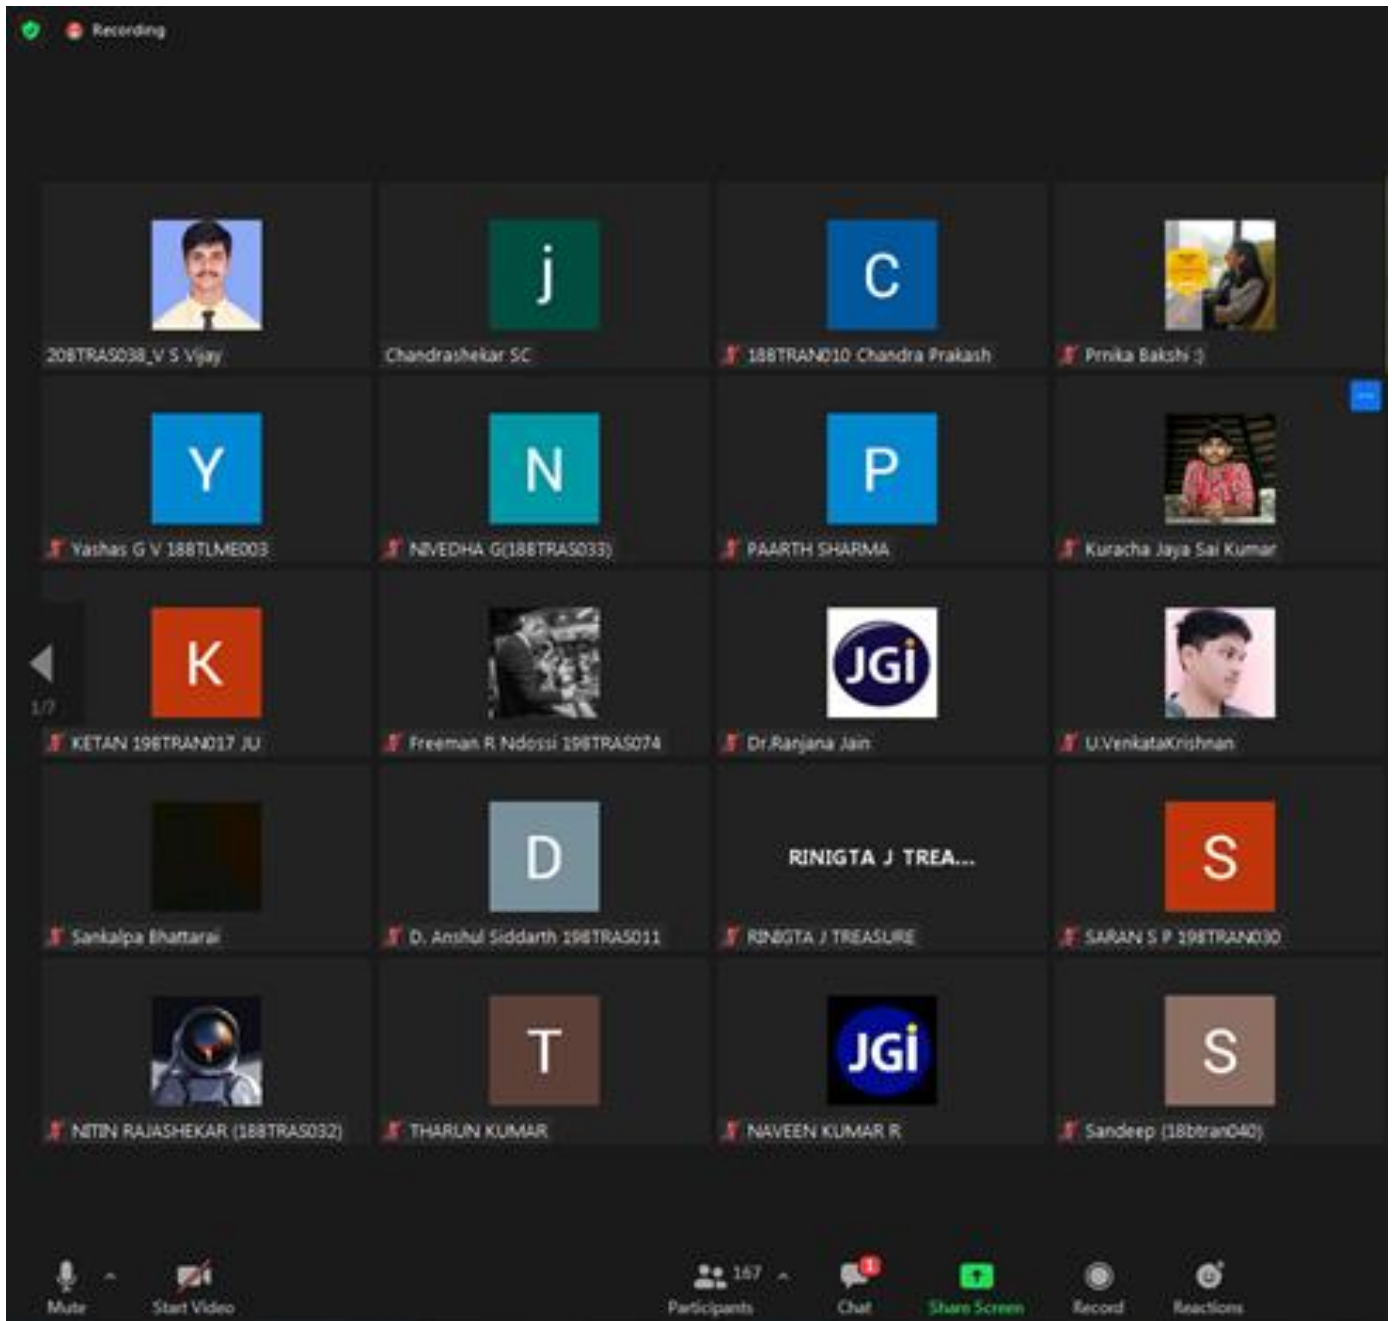 Recording
j
C
208TRAS038_V S Vijay
Chandrashekar SC
188TRAN010 Chandra Prakash
Prnika Bakshi :)
Y
N
P
Yashas G V 188TLME003
NIVEDHA G(188TRAS033)
PAARTH SHARMA
Kuracha Jaya Sai Kumar
K
JGi
1/7
KETAN 198TRAN017 JU
Freeman R Ndossi 198TRAS074
Dr.Ranjana Jain
U.VenkataKrishnan
D
RINIGTA J TREA...
S
Sankalpa Bhattarai
D. Anshul Siddarth 198TRAS011
RINIGTA J TREASURE
SARAN S P 198TRAN030
T
JGi
S
NITIN RAJASHEKAR (188TRAS032)
THARUN KUMAR
NAVEEN KUMAR R
Sandeep (18btran040)
167
1
Mute
Start Video
Participants
Chat
Share Screen
Record
Reactions